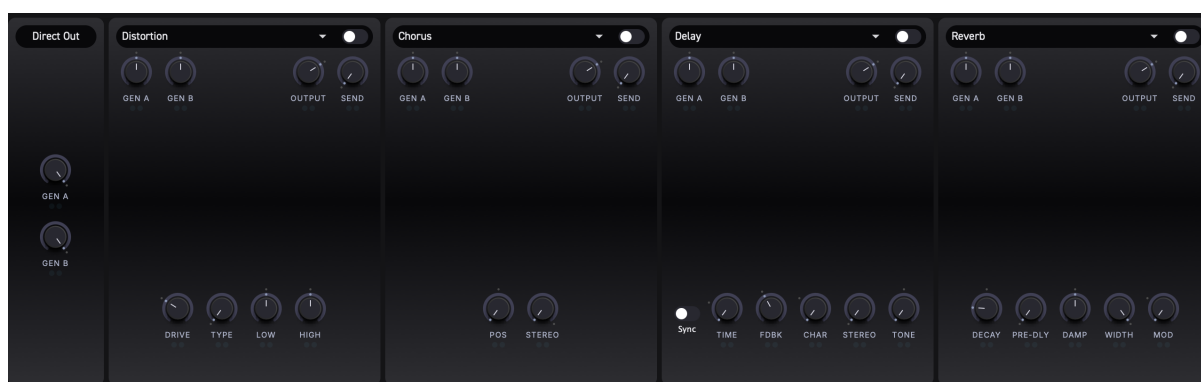 Direct Out
Distortion
Chorus
Delay
Reverb
GEN A GEN B OUTPUT SEND
GEN A GEN B OUTPUT SEND
GEN A GEN B OUTPUT SEND
GEN A GEN B OUTPUT SEND
GEN A
GEN B
DRIVE TYPE LOW HIGH
POS STEREO
Sync TIME FDBK CHAR STEREO TONE
DECAY PRE-DLY DAMP WIDTH MOD